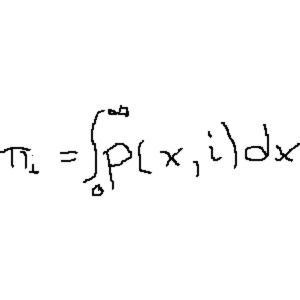 π_i = ∫_0^∞ p(x, i) dx